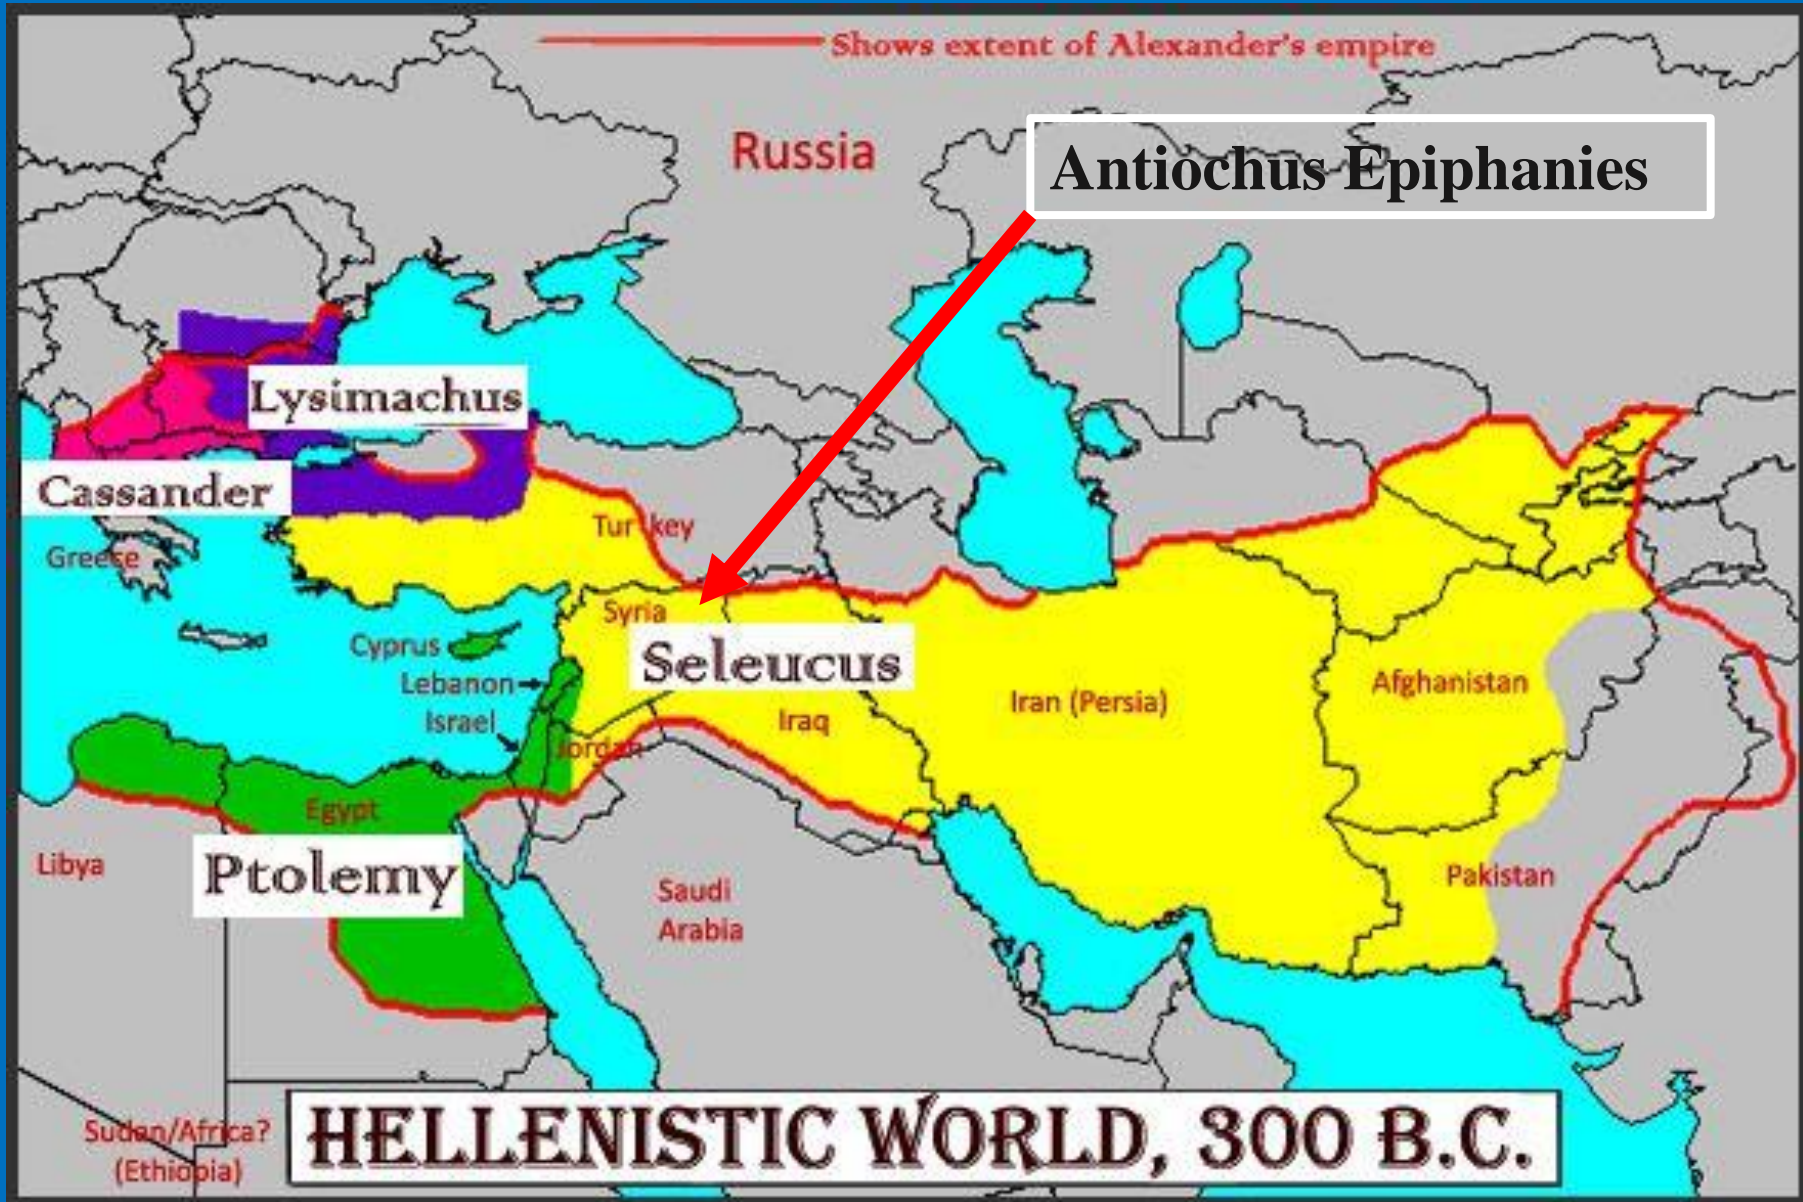 Shows extent of Alexander's empire
Russia
Antiochus Epiphanies
Lysimachus
Cassander
Greese
Turkey
Syria
Cyprus
Seleucus
Lebanon
Israel
Iraq
Jordan
Iran (Persia)
Afghanistan
Egypt
Libya
Ptolemy
Saudi
Arabia
Pakistan
Sudan/Africa?
(Ethiopia)
HELLENISTIC WORLD, 300 B.C.